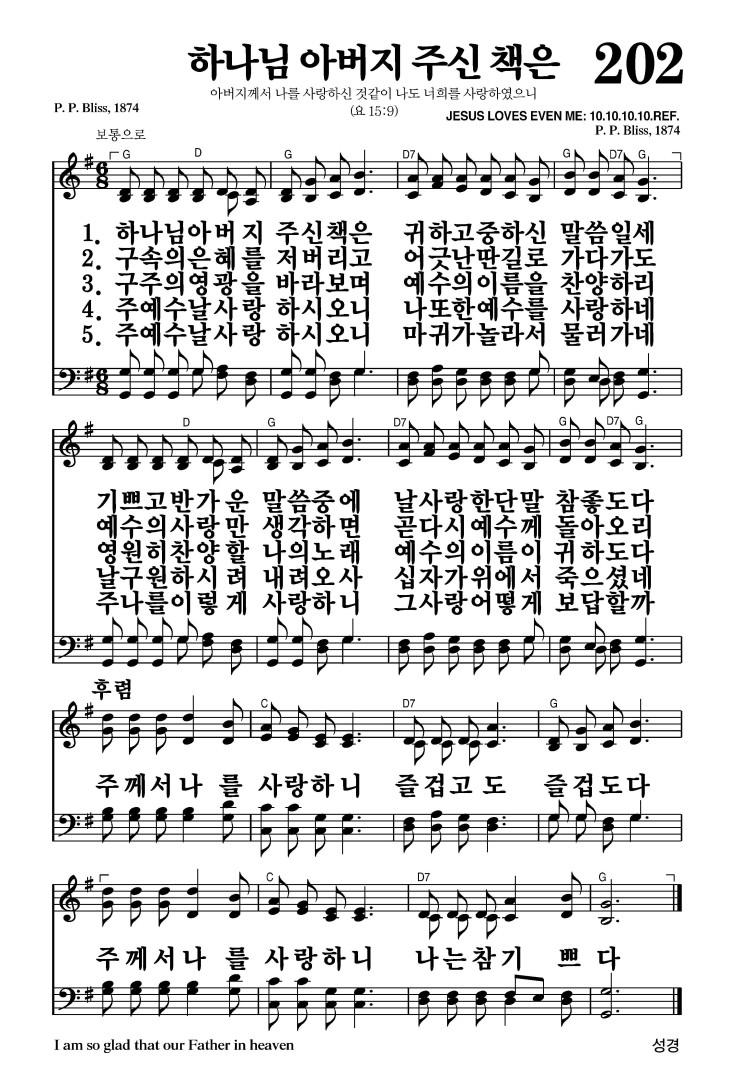 하나님 아버지 주신 책은 202
아버지께서 나를 사랑하신 것같이 나도 너희를 사랑하였으니
(요 15:9)
P. P. Bliss, 1874
JESUS LOVES EVEN ME: 10.10.10.10.REF.
P. P. Bliss, 1874
보통으로
G D G D7 G D7 G
1. 하나님아버지 주신책은 귀하고중하신 말씀일세
2. 구속의은혜를 저버리고 어긋난딴길로 가다가도
3. 구주의영광을 바라보며 예수의이름을 찬양하리
4. 주예수날사랑 하시오니 나또한예수를 사랑하네
5. 주예수날사랑 하시오니 마귀가놀라서 물러가네
D G D7 G D7 G
기쁘고반가운 말씀중에 날사랑한단말 참좋도다
예수의사랑만 생각하면 곧다시예수께 돌아오리
영원히찬양할 나의노래 예수의이름이 귀하도다
날구원하시려 내려오사 십자가위에서 죽으셨네
주나를이렇게 사랑하니 그사랑어떻게 보답할까
후렴
G C D7 G
주께서나를 사랑하니 즐겁고도 즐겁도다
G C D7 G
주께서나를 사랑하니 나는참기쁘다
I am so glad that our Father in heaven
성경